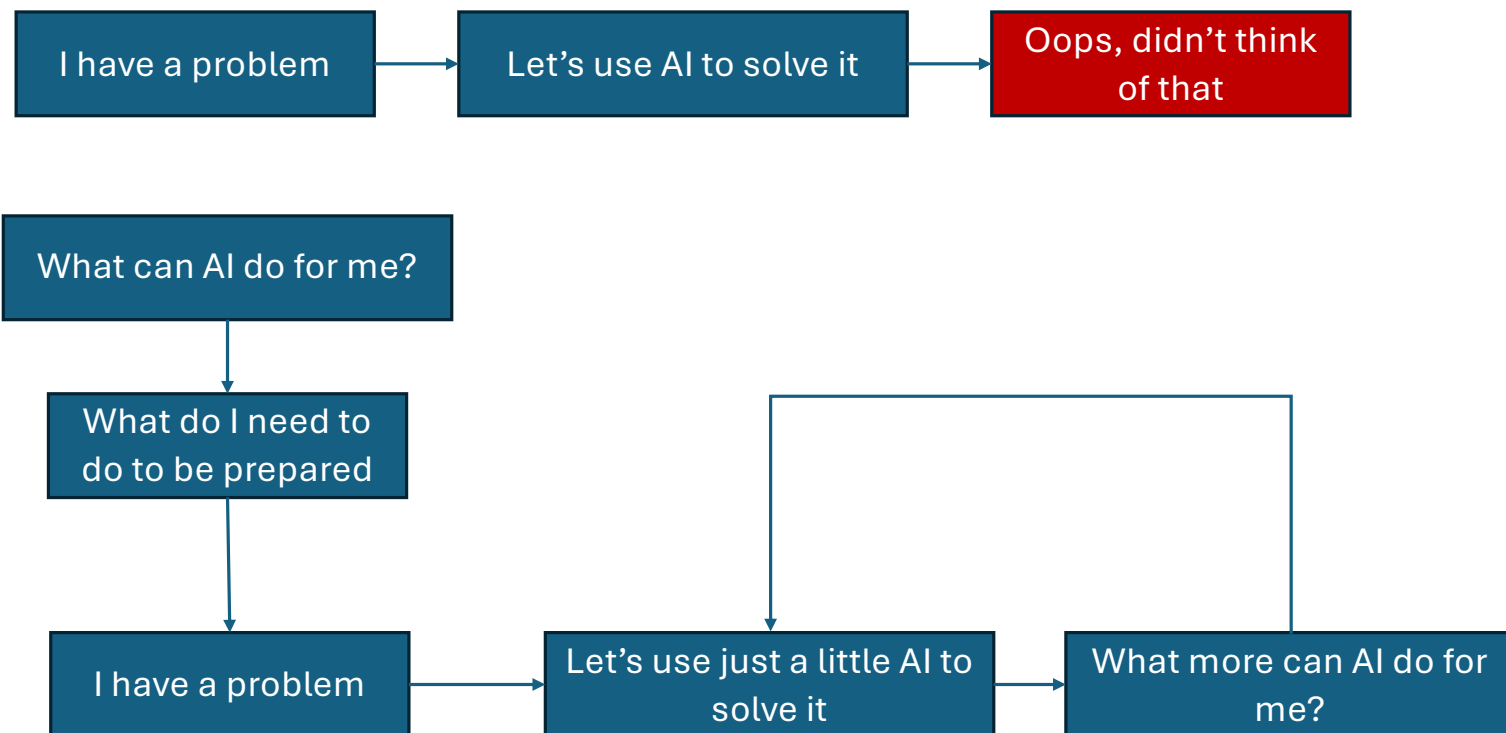 I have a problem
Let's use AI to solve it
Oops, didn't think
of that
What can AI do for me?
What do I need to
do to be prepared
I have a problem
Let's use just a little AI to
solve it
What more can AI do for
me?